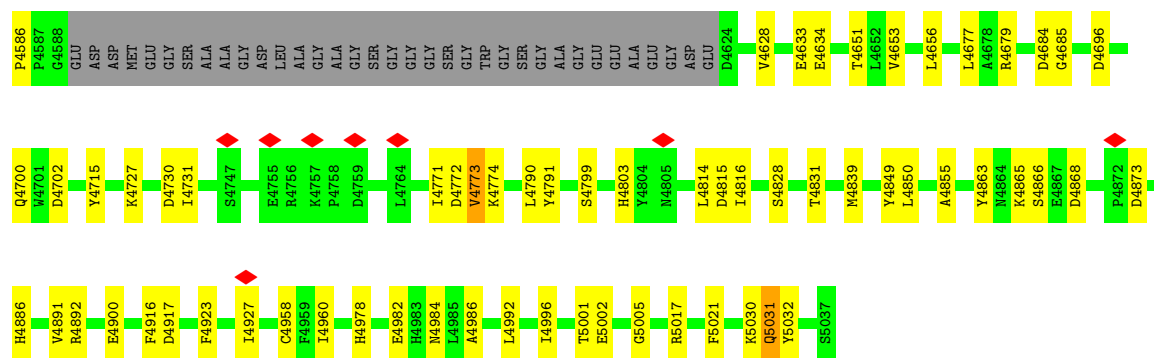 P4586 P4587 G4588 GLU ASP ASP MET GLU GLY SER ALA ALA GLY ASP LEU ALA GLY ALA GLY SER GLY GLY GLY SER GLY TRP GLY SER GLY ALA GLY GLU GLU ALA GLU GLY ASP GLU D4624 V4628 E4633 E4634 T4651 L4652 V4653 L4656 L4677 A4678 R4679 D4684 G4685 D4696
Q4700 W4701 D4702 Y4715 K4727 D4730 I4731 S4747 E4755 R4756 K4757 P4758 D4759 L4764 I4771 D4772 V4773 K4774 L4790 Y4791 S4799 H4803 Y4804 N4805 L4814 D4815 I4816 S4828 T4831 M4839 Y4849 L4850 A4855 Y4863 N4864 K4865 S4866 E4867 D4868 P4872 D4873
H4886 V4891 R4892 E4900 F4916 D4917 F4923 I4927 C4958 F4959 I4960 H4978 E4982 H4983 N4984 L4985 A4986 L4992 I4996 T5001 E5002 G5005 R5017 F5021 K5030 Q5031 Y5032 S5037